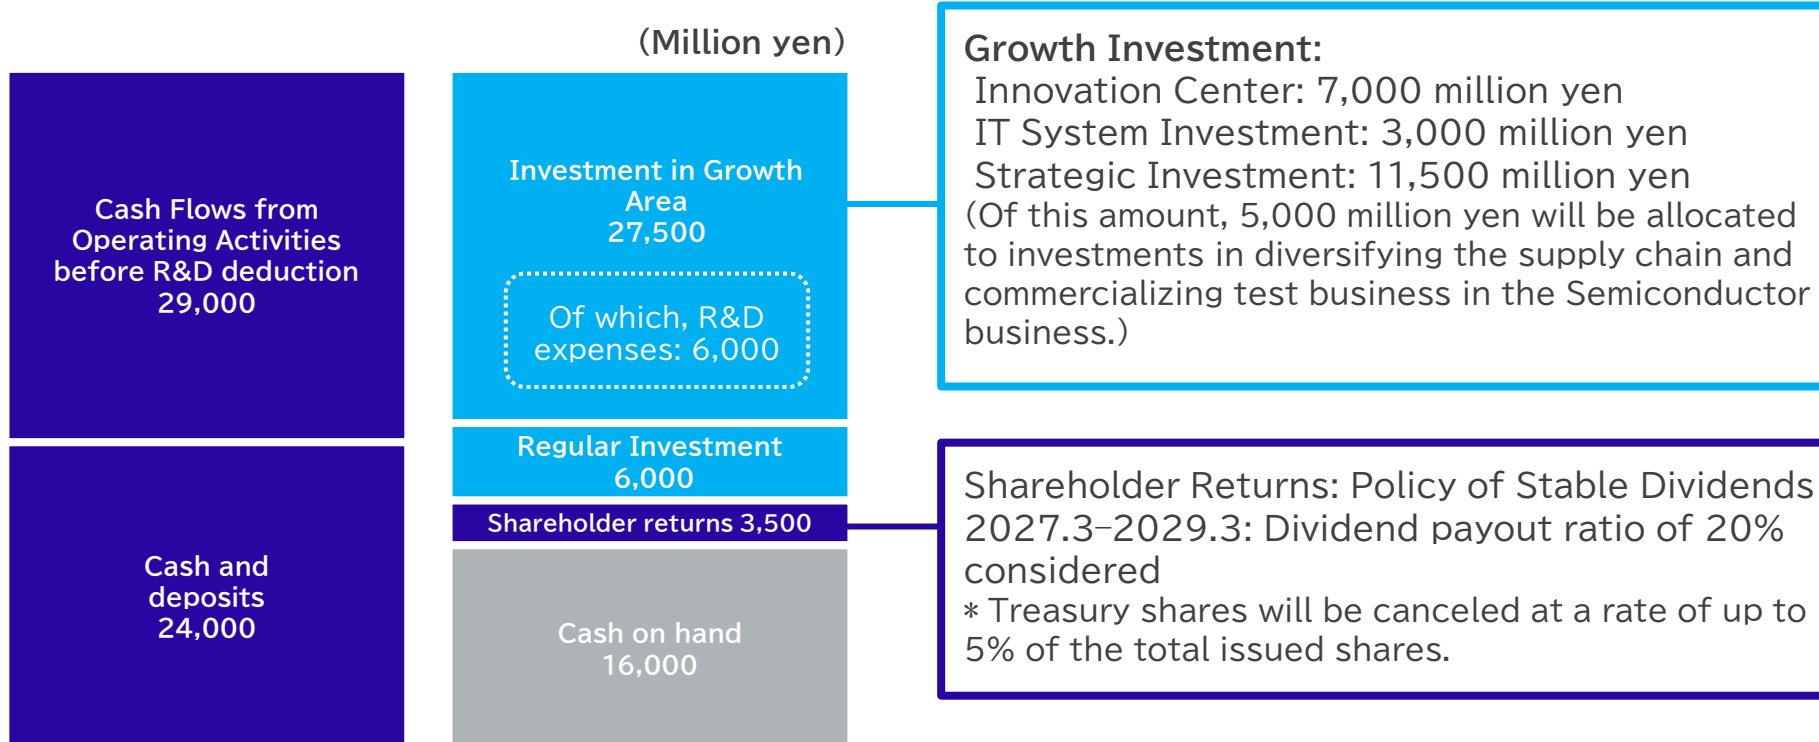 (Million yen)
Cash Flows from
Operating Activities
before R&D deduction
29,000
Cash and
deposits
24,000
Investment in Growth
Area
27,500
Of which, R&D
expenses: 6,000
Regular Investment
6,000
Shareholder returns 3,500
Cash on hand
16,000
Growth Investment:
Innovation Center: 7,000 million yen
IT System Investment: 3,000 million yen
Strategic Investment: 11,500 million yen
(Of this amount, 5,000 million yen will be allocated
to investments in diversifying the supply chain and
commercializing test business in the Semiconductor
business.)
Shareholder Returns: Policy of Stable Dividends
2027.3–2029.3: Dividend payout ratio of 20%
considered
* Treasury shares will be canceled at a rate of up to
5% of the total issued shares.